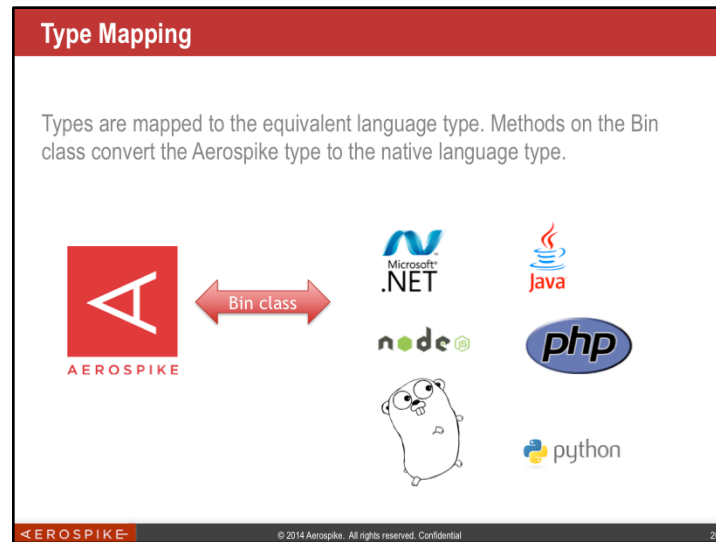 Type Mapping
Types are mapped to the equivalent language type. Methods on the Bin
class convert the Aerospike type to the native language type.
AEROSPIKE
Bin class
Microsoft®
.NET
Java
node JS
php
python
AEROSPIKE
© 2014 Aerospike. All rights reserved. Confidential